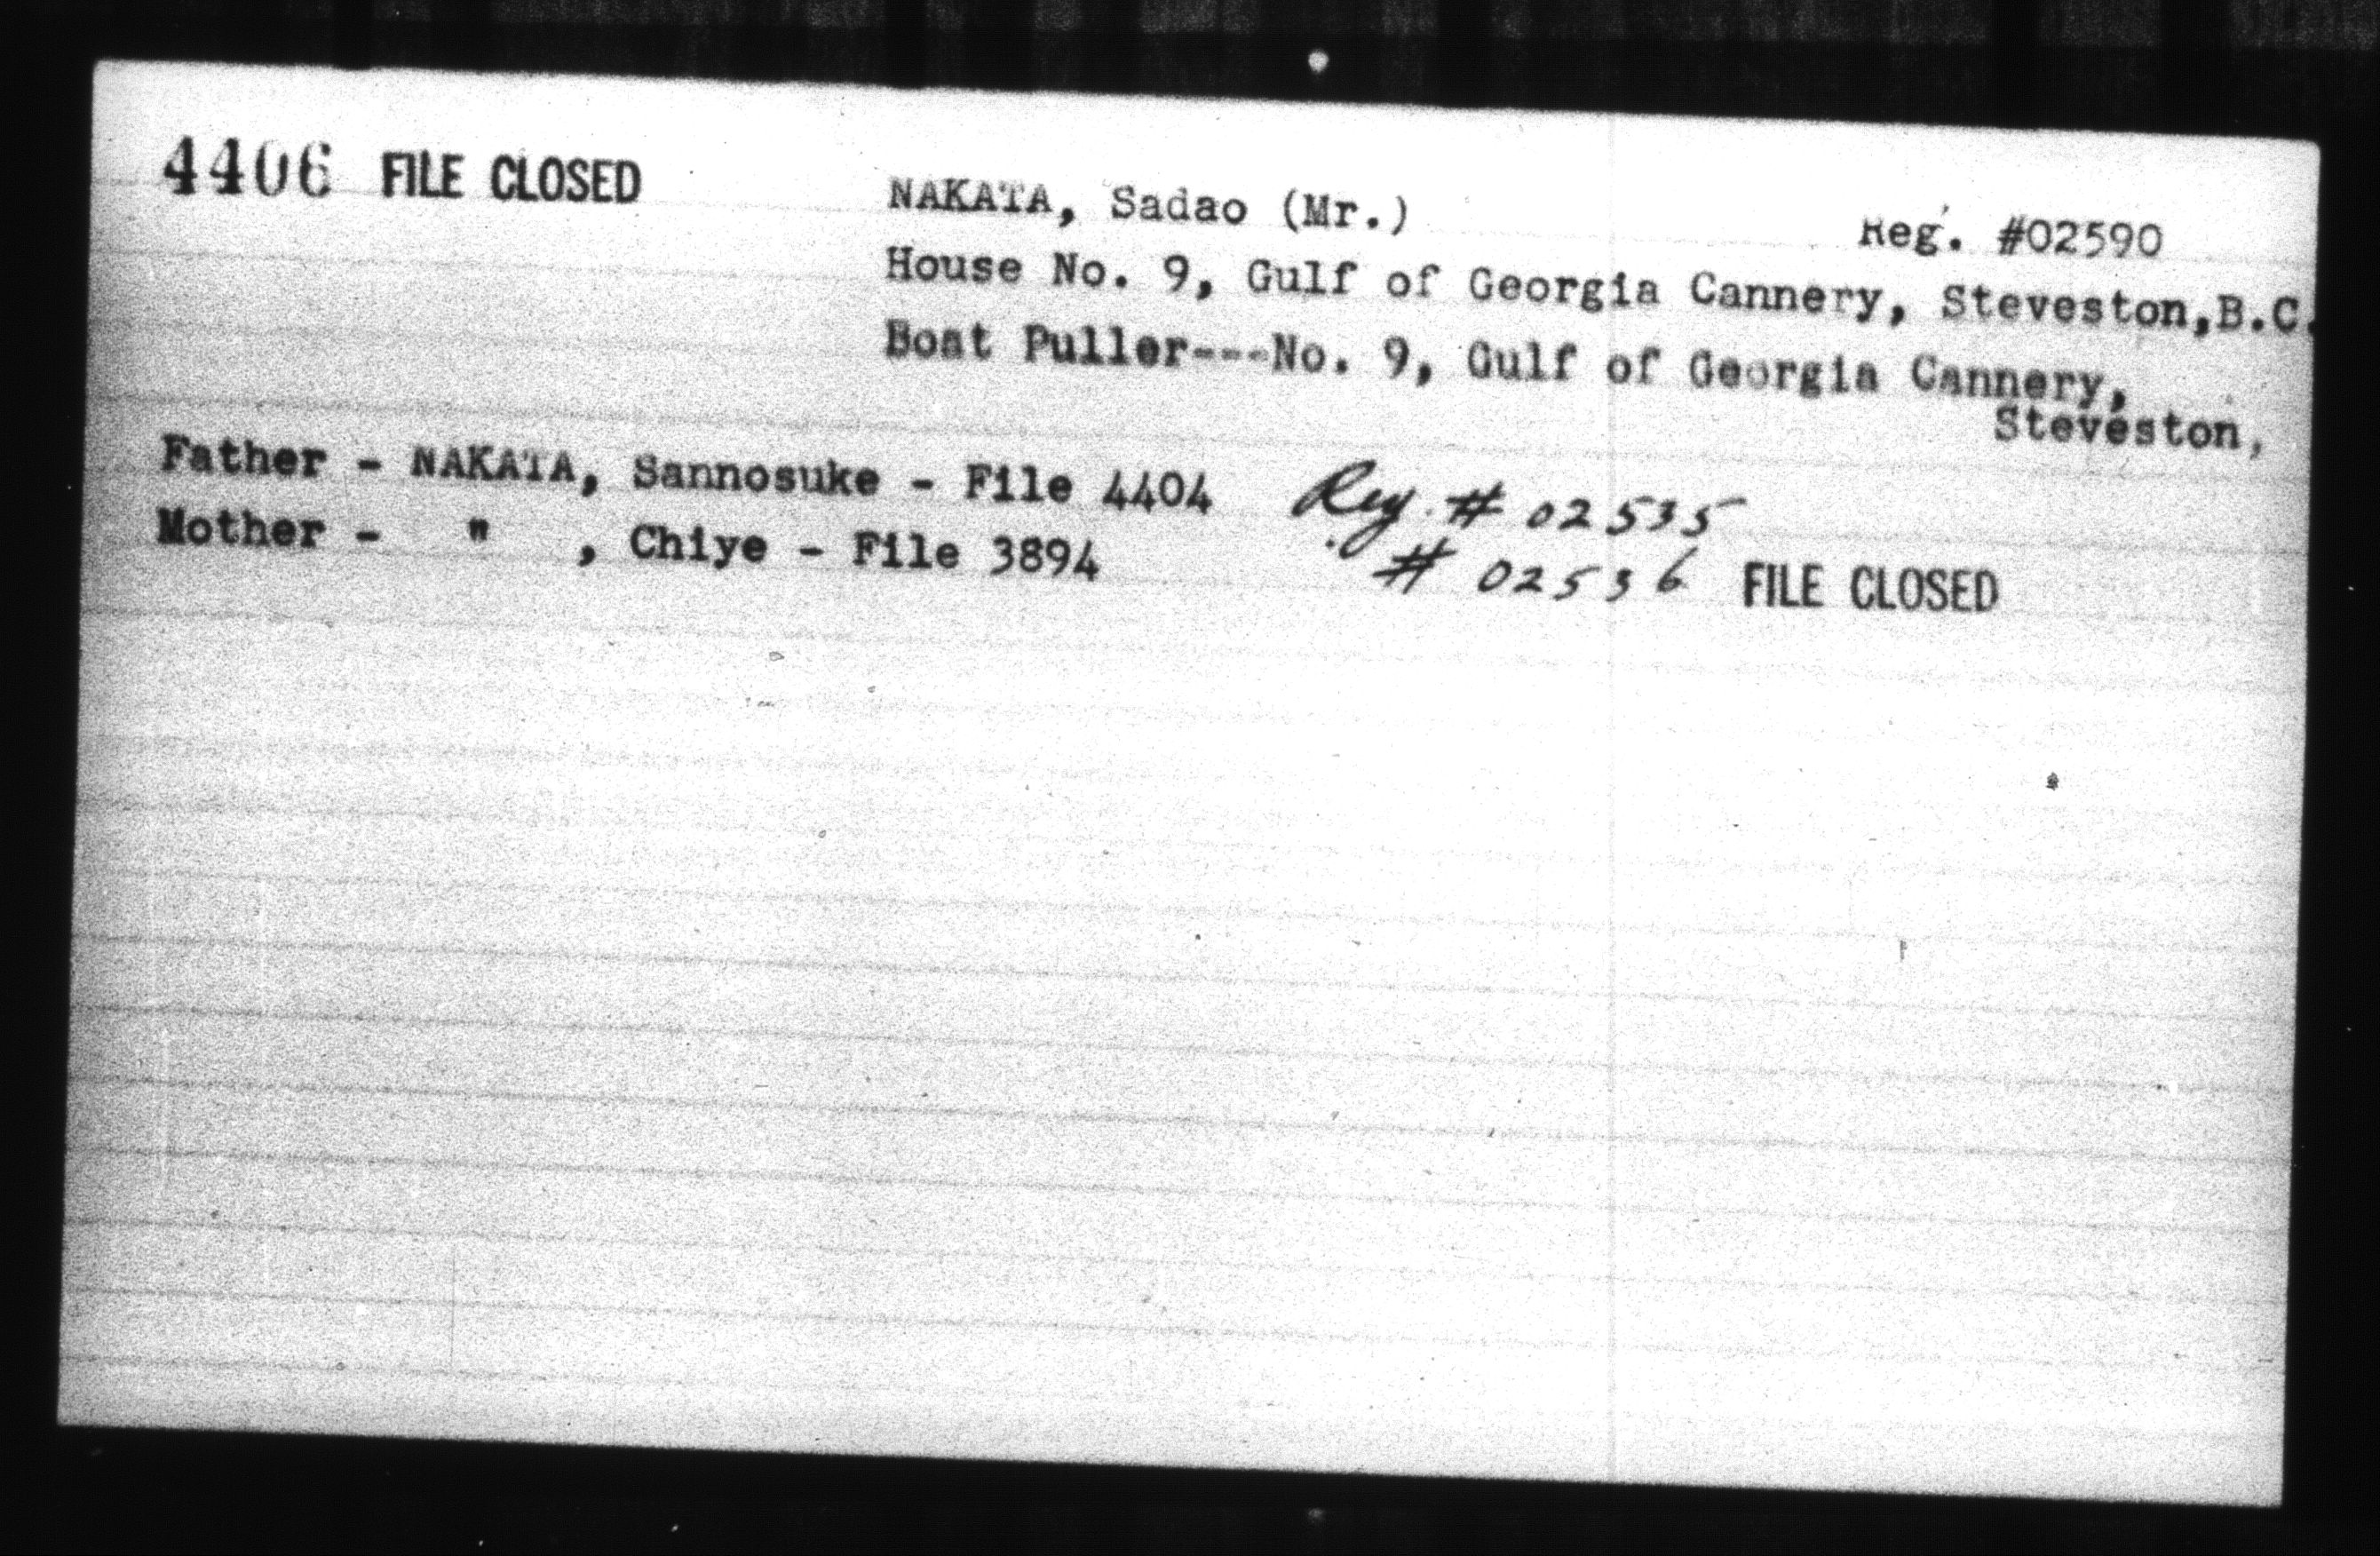 4406 FILE CLOSED
NAKATA, Sadao (Mr.) Reg. #02590
House No. 9, Gulf of Georgia Cannery, Steveston,B.C.
Boat Puller---No. 9, Gulf of Georgia Cannery,
Steveston,
Father - NAKATA, Sannosuke - File 4404 Reg. # 02535
Mother - " , Chiye - File 3894 # 02536 FILE CLOSED